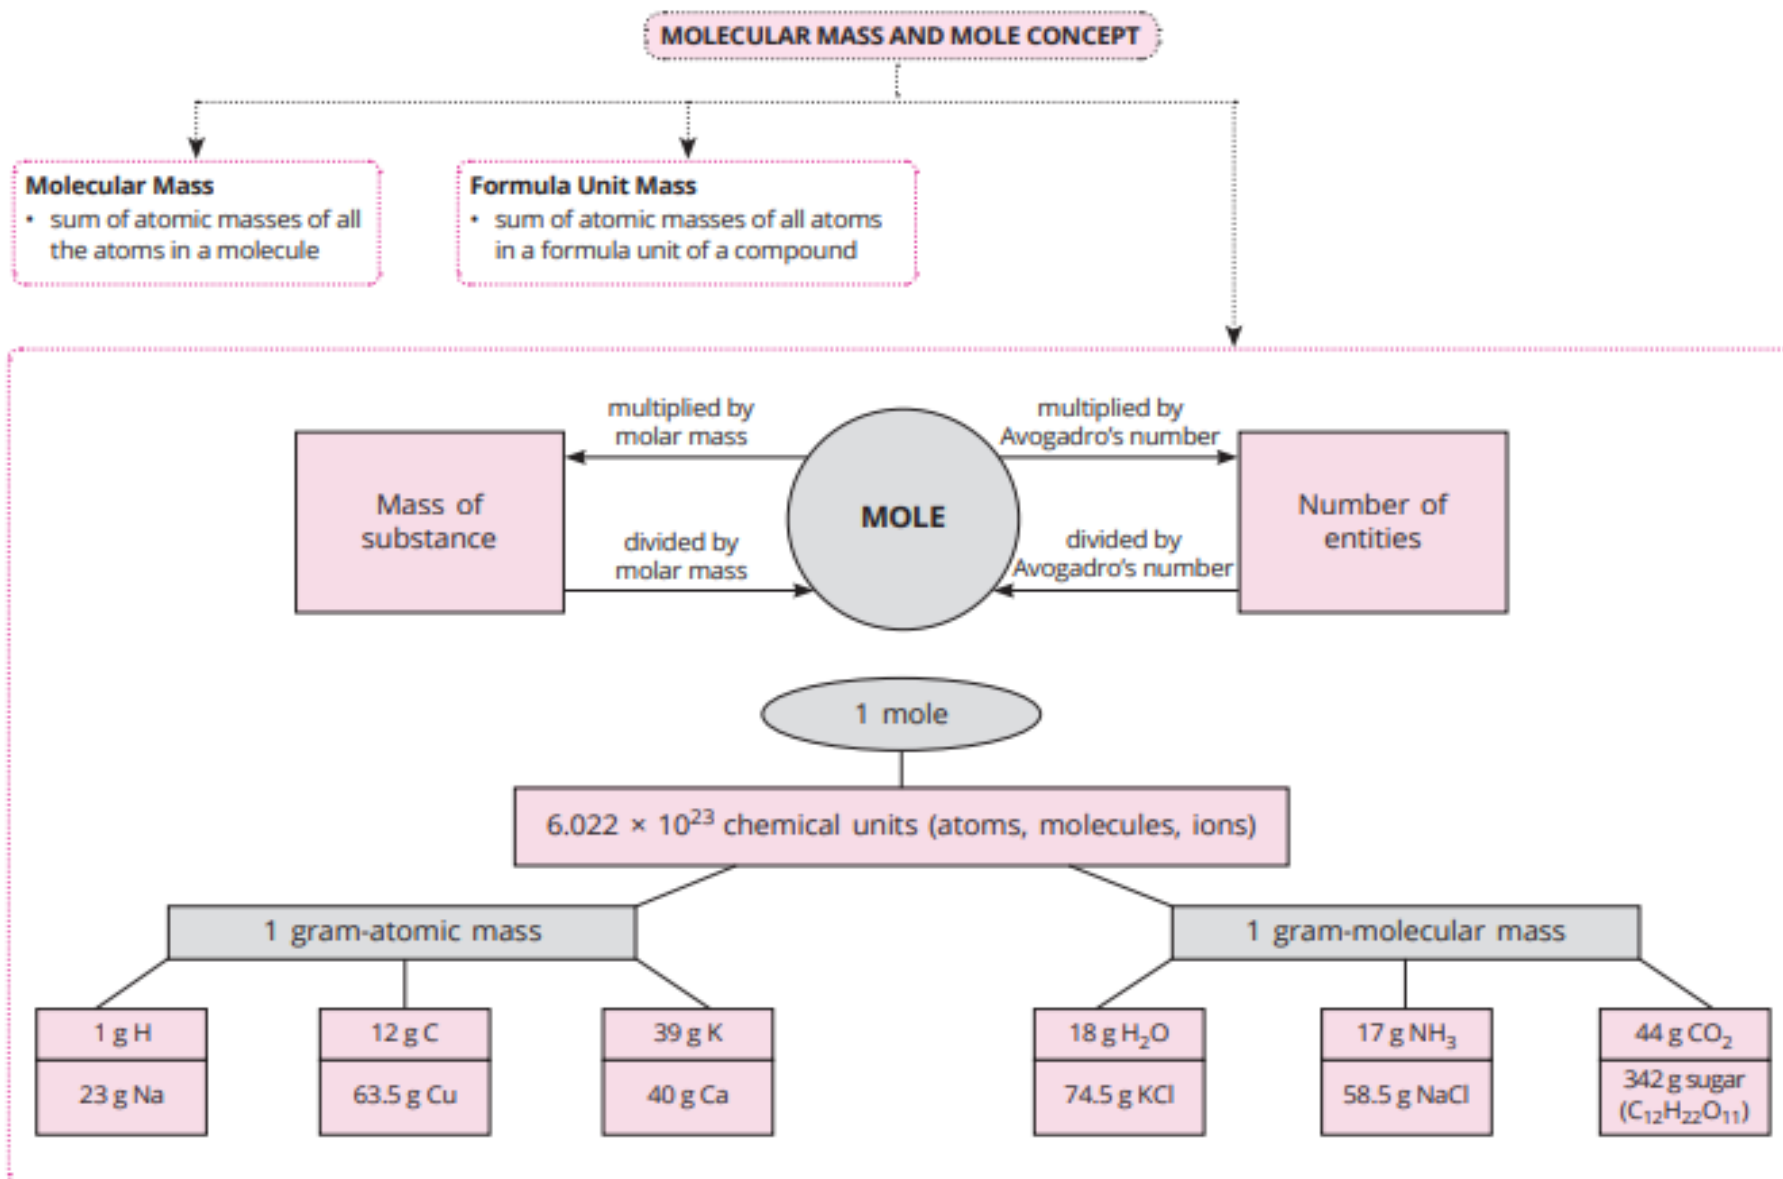 MOLECULAR MASS AND MOLE CONCEPT
Molecular Mass
• sum of atomic masses of all
the atoms in a molecule
Formula Unit Mass
• sum of atomic masses of all atoms
in a formula unit of a compound
multiplied by
molar mass
multiplied by
Avogadro's number
Mass of
substance
MOLE
Number of
entities
divided by
molar mass
divided by
Avogadro's number
1 mole
6.022 × 10²³ chemical units (atoms, molecules, ions)
1 gram-atomic mass
1 gram-molecular mass
1 g H
12 g C
39 g K
18 g H₂O
17 g NH₃
44 g CO₂
23 g Na
63.5 g Cu
40 g Ca
74.5 g KCl
58.5 g NaCl
342 g sugar
(C₁₂H₂₂O₁₁)